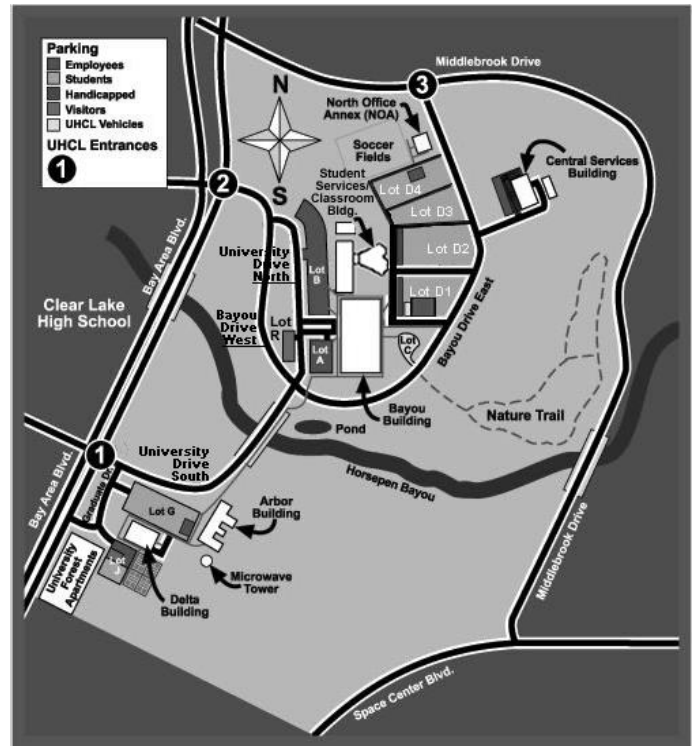 Parking
Employees
Students
Handicapped
Visitors
UHCL Vehicles
UHCL Entrances
1
N
S
Middlebrook Drive
3
North Office
Annex (NOA)
Soccer
Fields
Central Services
Building
Student
Services/
Classroom
Bldg.
Lot D4
Lot D3
Lot D2
Lot D1
2
Bay Area Blvd.
University
Drive
North
Lot
B
Clear Lake
High School
Bayou
Drive
West
Lot
R
Lot
A
Lot
C
Bayou Drive East
Bayou
Building
Nature Trail
Pond
Horsepen Bayou
1
University
Drive
South
Bay Area Blvd.
Graduate Dr.
Lot G
Arbor
Building
Microwave
Tower
Lot
J
Delta
Building
University
Forest
Apartments
Middlebrook Drive
Space Center Blvd.